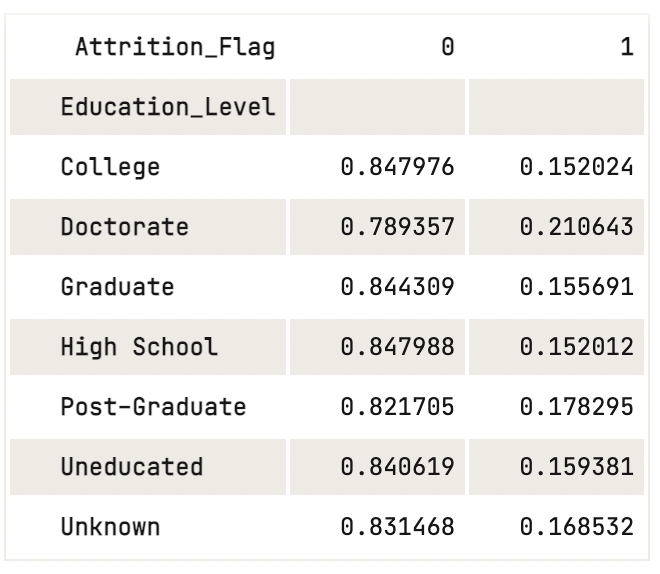 Attrition_Flag 0 1
Education_Level
College 0.847976 0.152024
Doctorate 0.789357 0.210643
Graduate 0.844309 0.155691
High School 0.847988 0.152012
Post-Graduate 0.821705 0.178295
Uneducated 0.840619 0.159381
Unknown 0.831468 0.168532